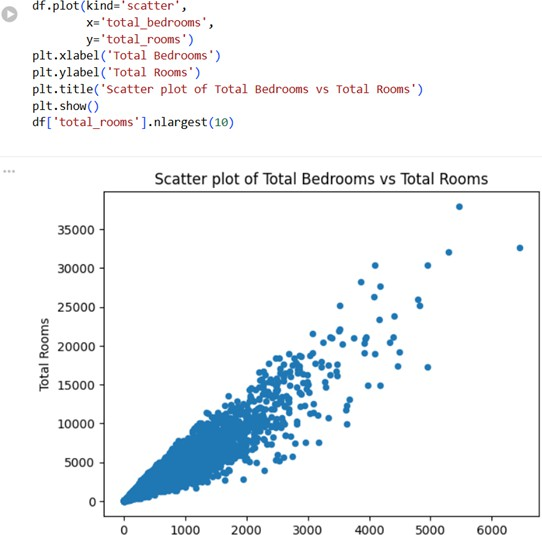 df.plot(kind='scatter',
x='total_bedrooms',
y='total_rooms')
plt.xlabel('Total Bedrooms')
plt.ylabel('Total Rooms')
plt.title('Scatter plot of Total Bedrooms vs Total Rooms')
plt.show()
df['total_rooms'].nlargest(10)
Scatter plot of Total Bedrooms vs Total Rooms
Total Rooms
35000
30000
25000
20000
15000
10000
5000
0
0 1000 2000 3000 4000 5000 6000